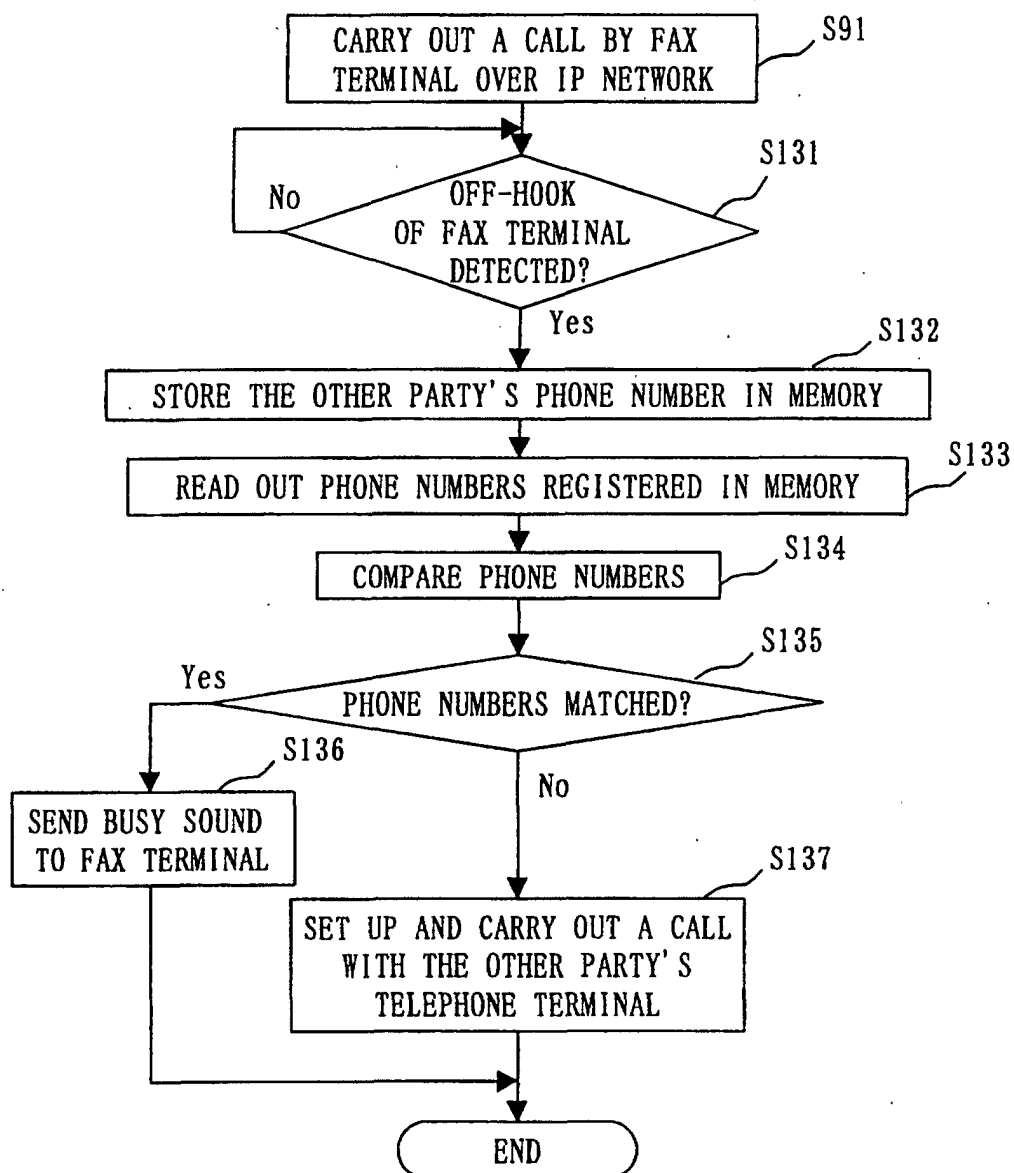 CARRY OUT A CALL BY FAX
TERMINAL OVER IP NETWORK
S91
OFF-HOOK
OF FAX TERMINAL
DETECTED?
S131
No
Yes
S132
STORE THE OTHER PARTY'S PHONE NUMBER IN MEMORY
S133
READ OUT PHONE NUMBERS REGISTERED IN MEMORY
S134
COMPARE PHONE NUMBERS
S135
Yes
PHONE NUMBERS MATCHED?
S136
No
SEND BUSY SOUND
TO FAX TERMINAL
S137
SET UP AND CARRY OUT A CALL
WITH THE OTHER PARTY'S
TELEPHONE TERMINAL
END